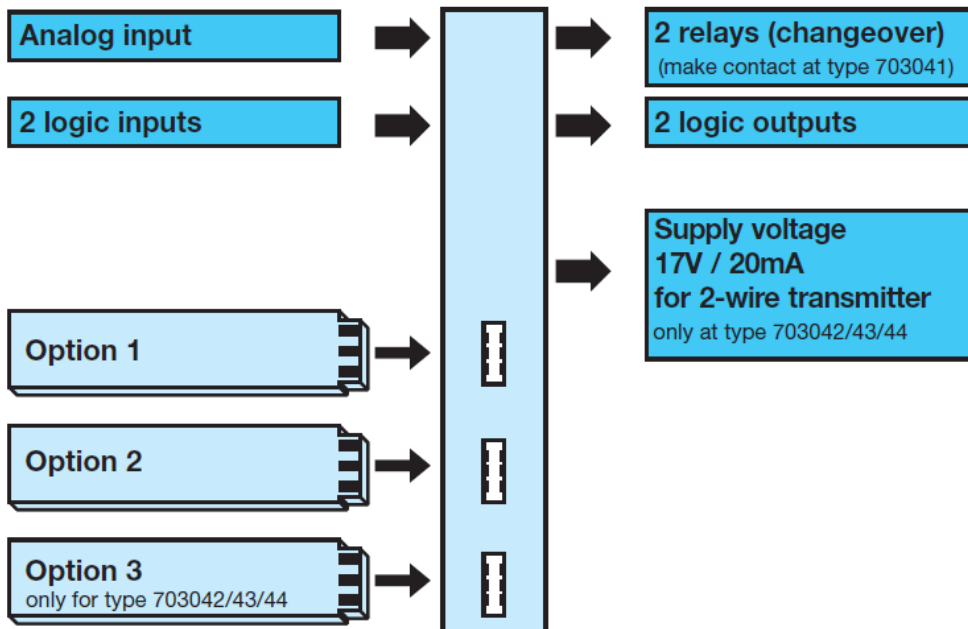 Analog input
2 logic inputs
2 relays (changeover)
(make contact at type 703041)
2 logic outputs
Supply voltage
17V / 20mA
for 2-wire transmitter
only at type 703042/43/44
Option 1
Option 2
Option 3
only for type 703042/43/44